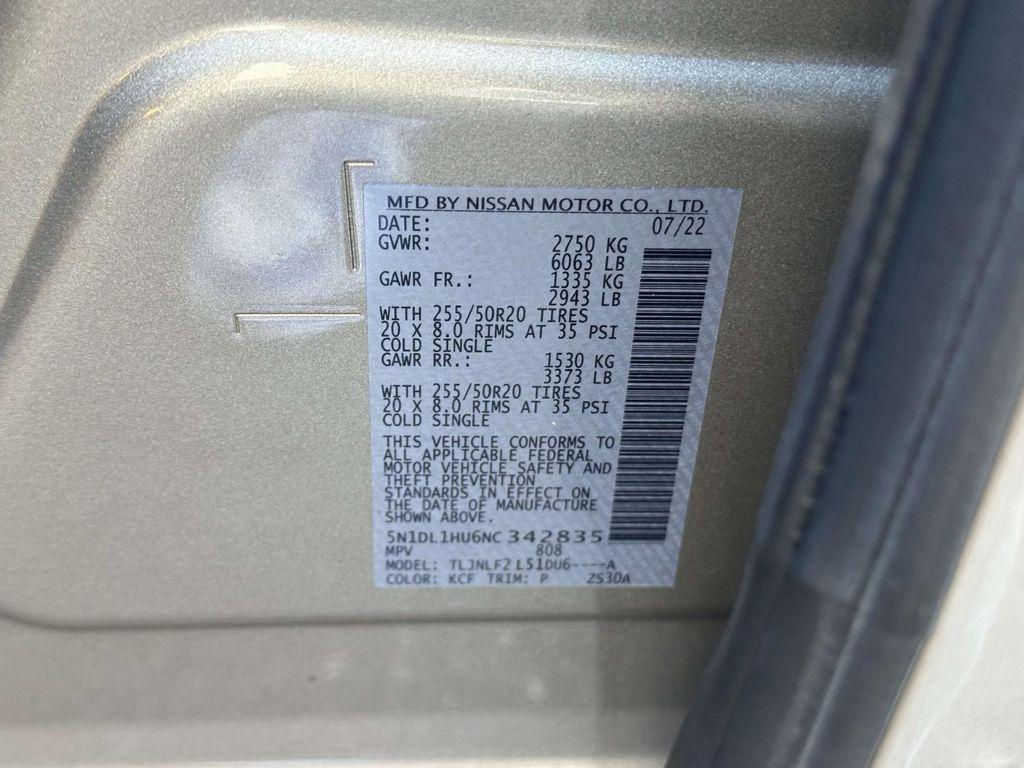 MFD BY NISSAN MOTOR CO., LTD.
DATE: 07/22
GVWR: 2750 KG
6063 LB
GAWR FR.: 1335 KG
2943 LB
WITH 255/50R20 TIRES
20 X 8.0 RIMS AT 35 PSI
COLD SINGLE
GAWR RR.: 1530 KG
3373 LB
WITH 255/50R20 TIRES
20 X 8.0 RIMS AT 35 PSI
COLD SINGLE
THIS VEHICLE CONFORMS TO
ALL APPLICABLE FEDERAL
MOTOR VEHICLE SAFETY AND
THEFT PREVENTION
STANDARDS IN EFFECT ON
THE DATE OF MANUFACTURE
SHOWN ABOVE.
5N1DL1HU6NC 342835
MPV 808
MODEL: TLJNLF2 L51DU6----A
COLOR: KCF TRIM: P ZS30A